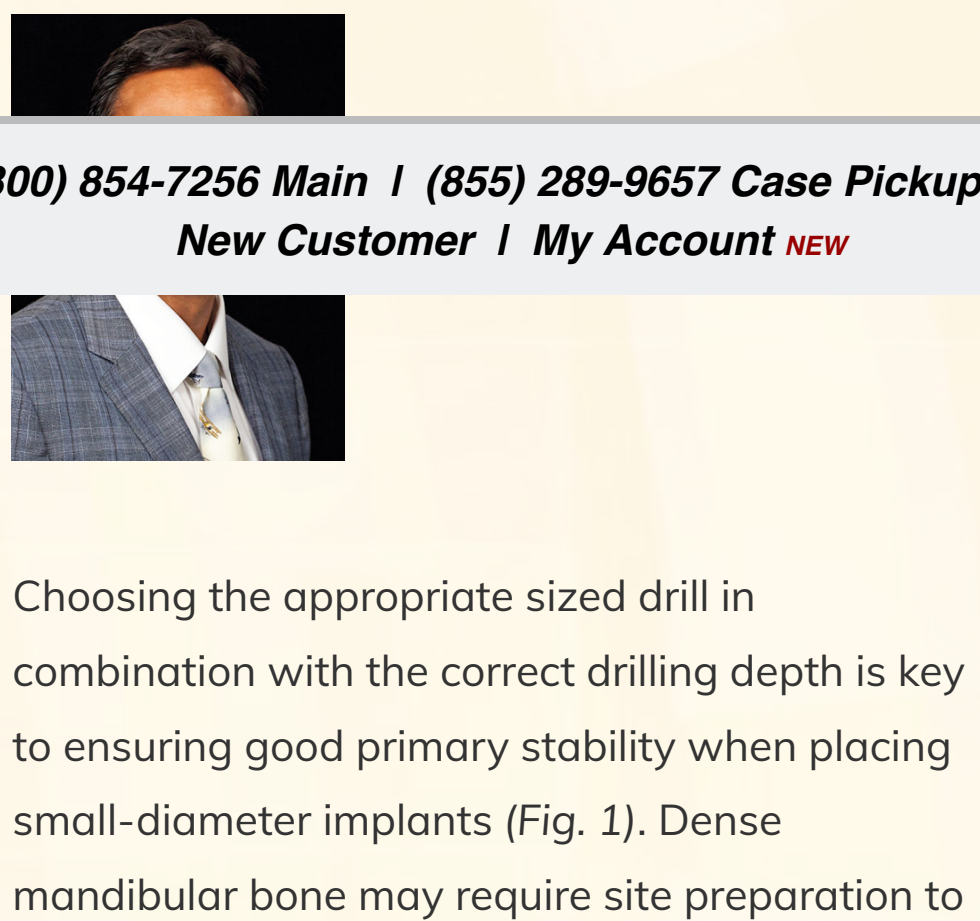 800) 854-7256 Main | (855) 289-9657 Case Pickup
New Customer | My Account NEW
Choosing the appropriate sized drill in
combination with the correct drilling depth is key
to ensuring good primary stability when placing
small-diameter implants (Fig. 1). Dense
mandibular bone may require site preparation to